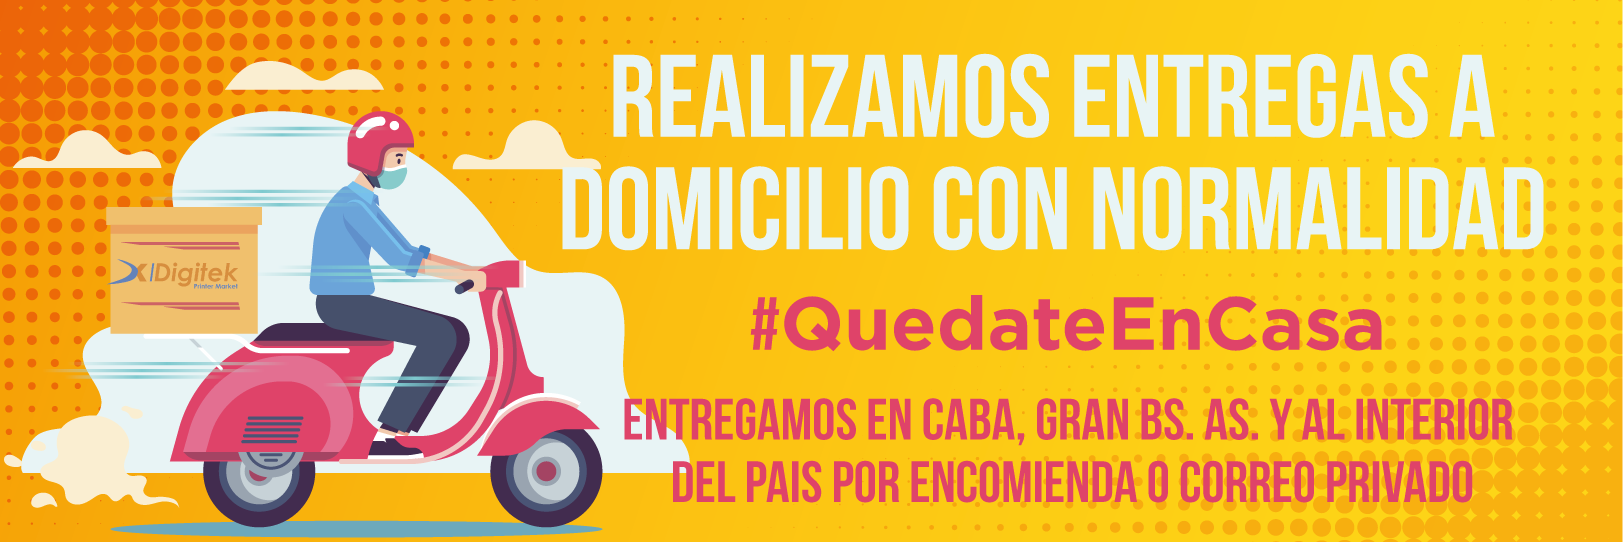 REALIZAMOS ENTREGAS A
DOMICILIO CON NORMALIDAD
#QuedateEnCasa
ENTREGAMOS EN CABA, GRAN BS. AS. Y AL INTERIOR
DEL PAIS POR ENCOMIENDA O CORREO PRIVADO
Digitek
Printer Market